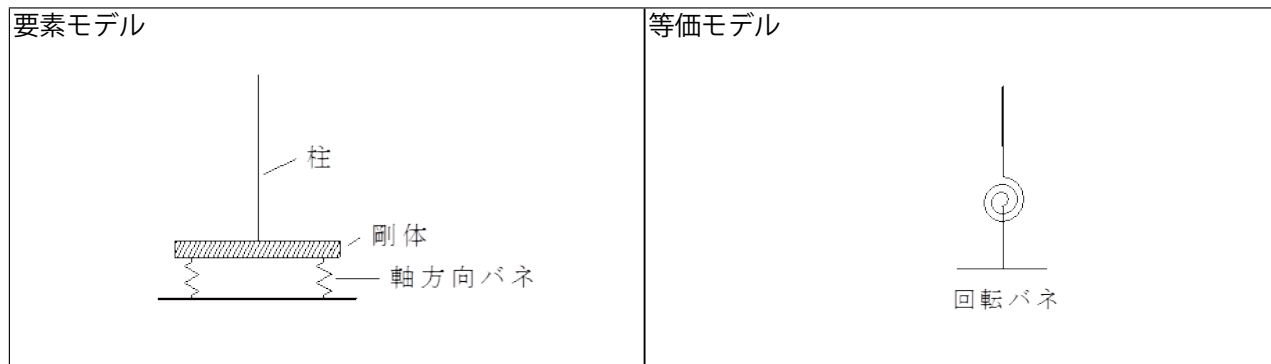 要素モデル
等価モデル
柱
剛体
軸方向バネ
回転バネ